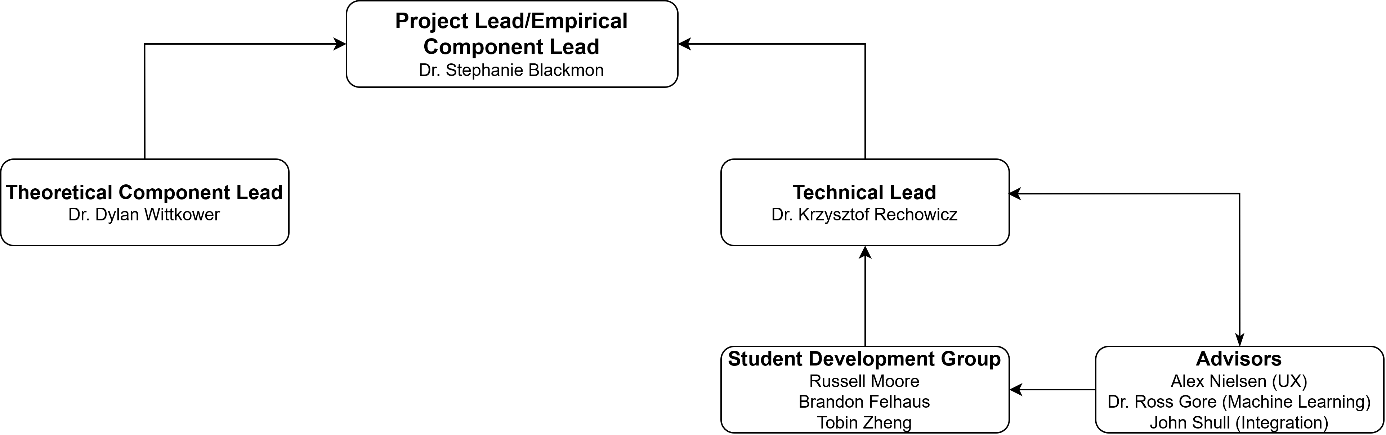 Project Lead/Empirical
Component Lead
Dr. Stephanie Blackmon
Theoretical Component Lead
Dr. Dylan Wittkower
Technical Lead
Dr. Krzysztof Rechowicz
Student Development Group
Russell Moore
Brandon Felhaus
Tobin Zheng
Advisors
Alex Nielsen (UX)
Dr. Ross Gore (Machine Learning)
John Shull (Integration)